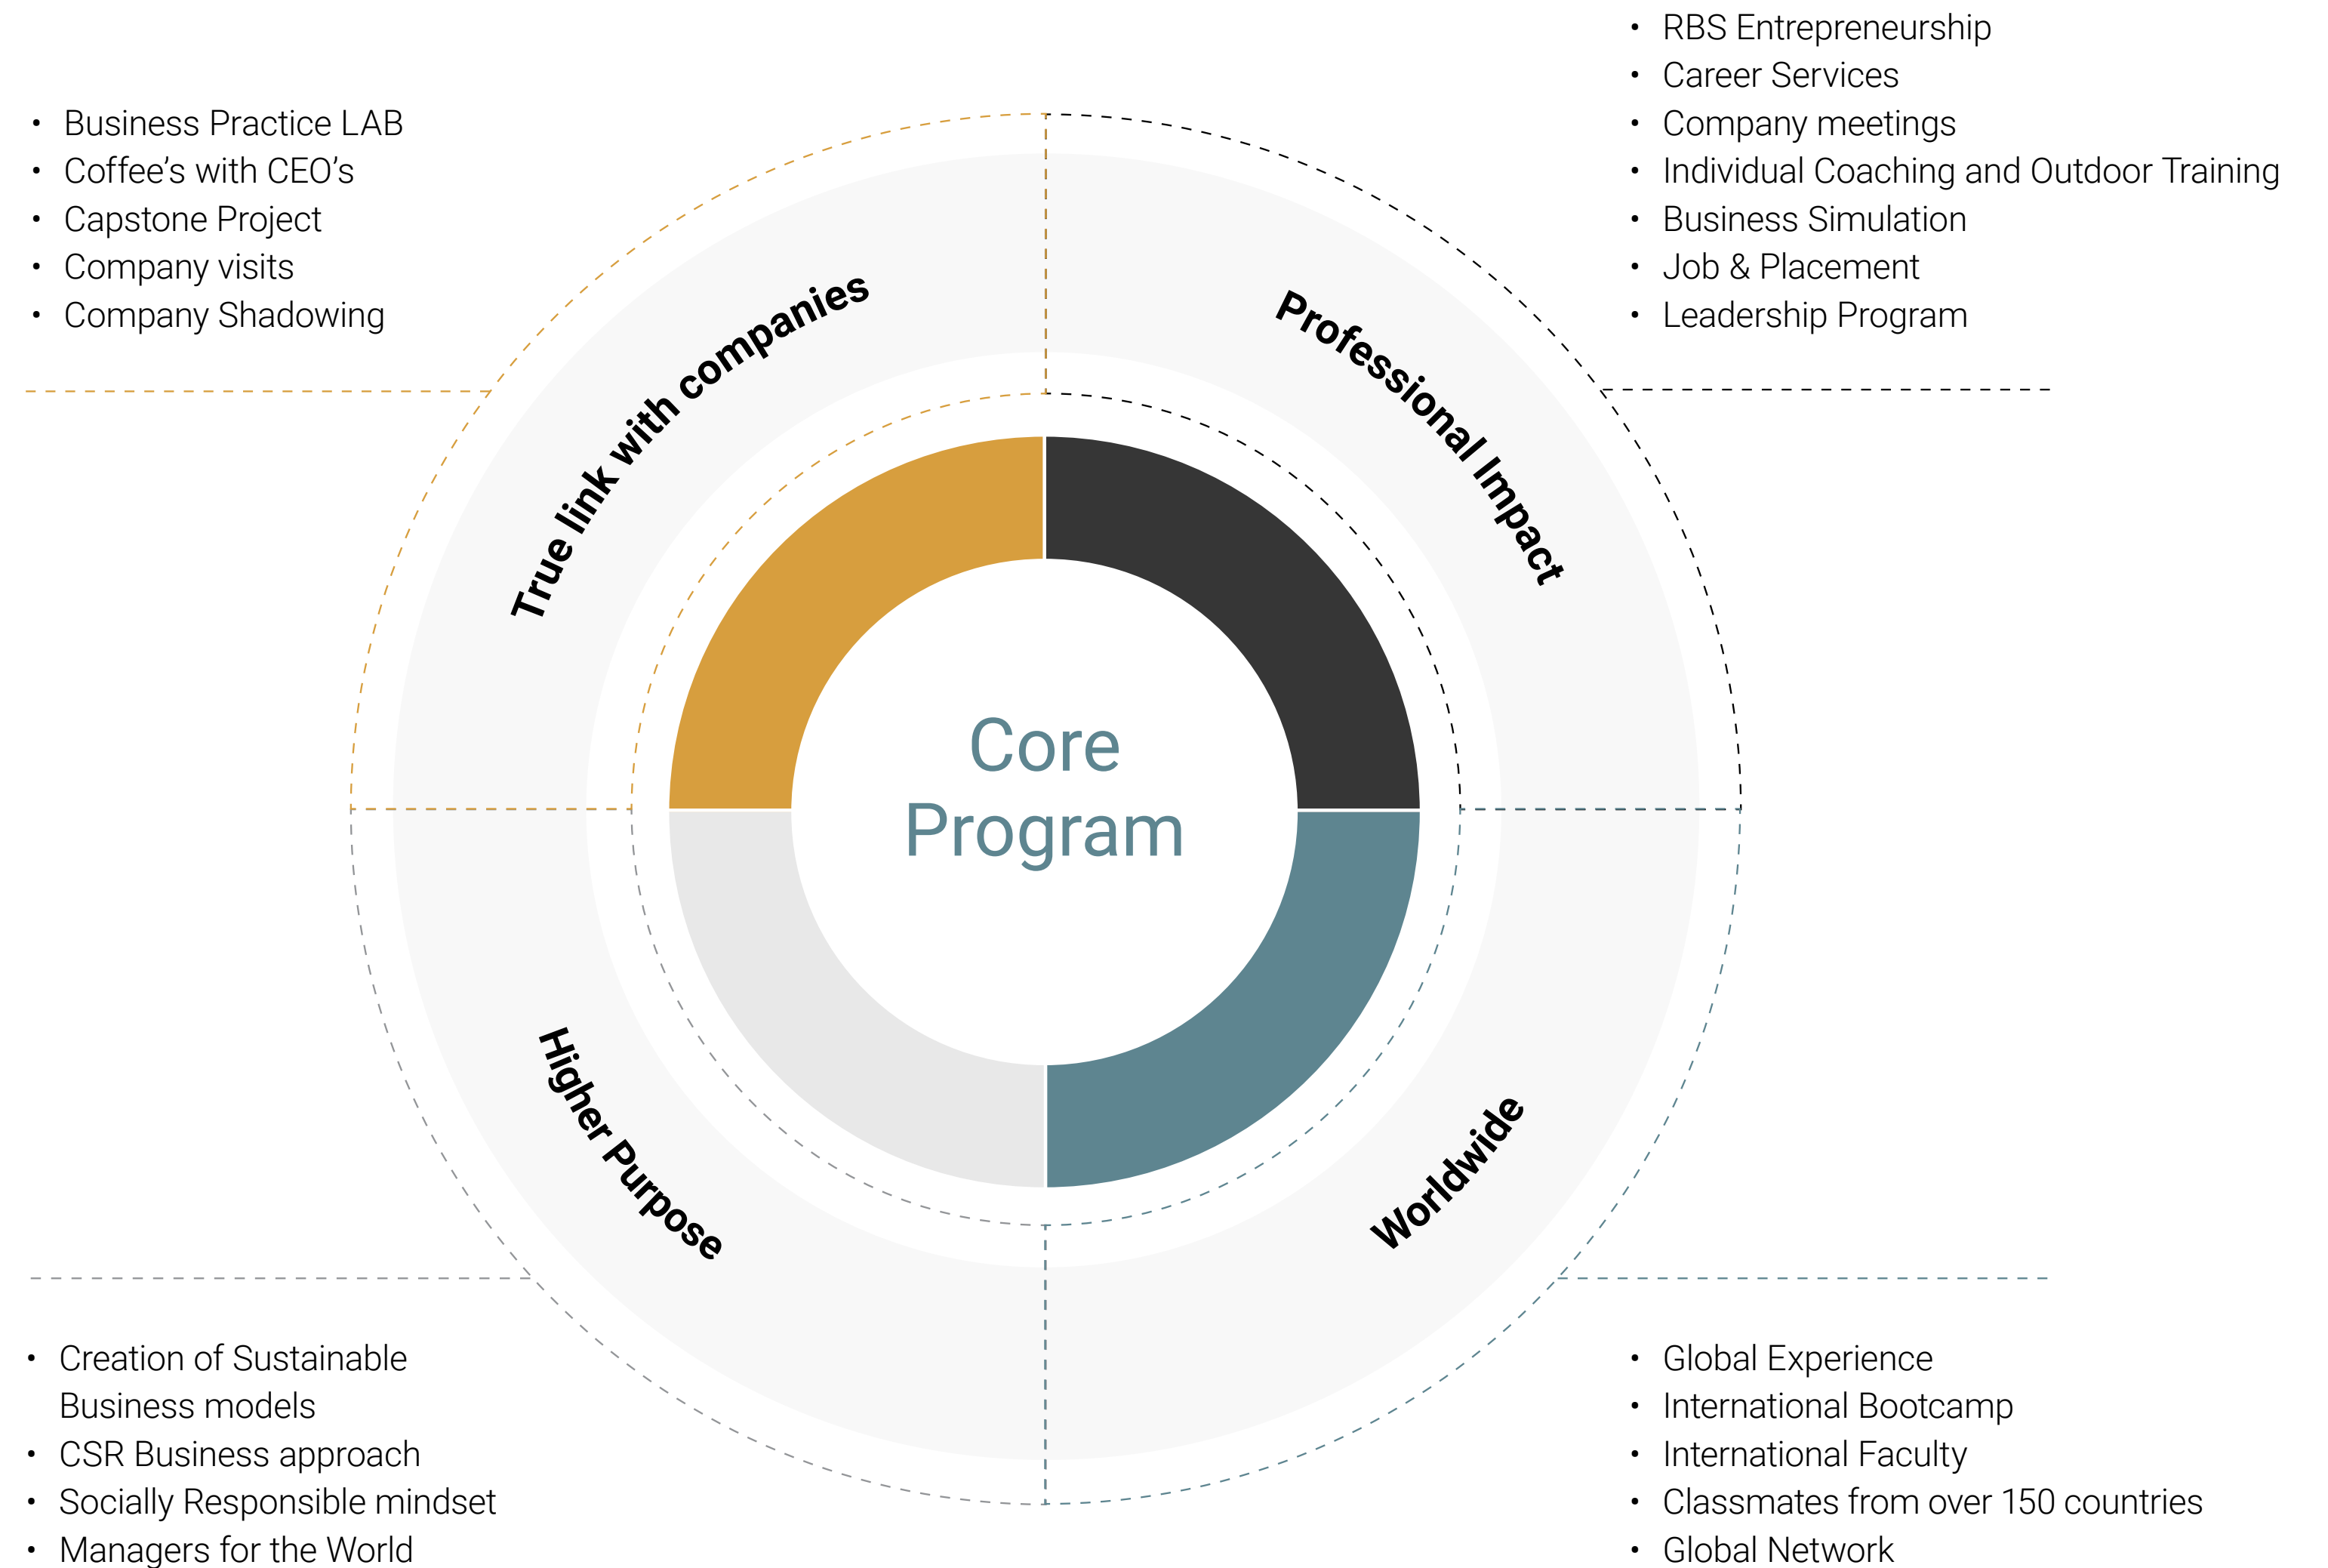 • Business Practice LAB
• Coffee’s with CEO’s
• Capstone Project
• Company visits
• Company Shadowing
• RBS Entrepreneurship
• Career Services
• Company meetings
• Individual Coaching and Outdoor Training
• Business Simulation
• Job & Placement
• Leadership Program
True link with companies
Professional Impact
Core
Program
Higher Purpose
Worldwide
• Creation of Sustainable
Business models
• CSR Business approach
• Socially Responsible mindset
• Managers for the World
• Global Experience
• International Bootcamp
• International Faculty
• Classmates from over 150 countries
• Global Network